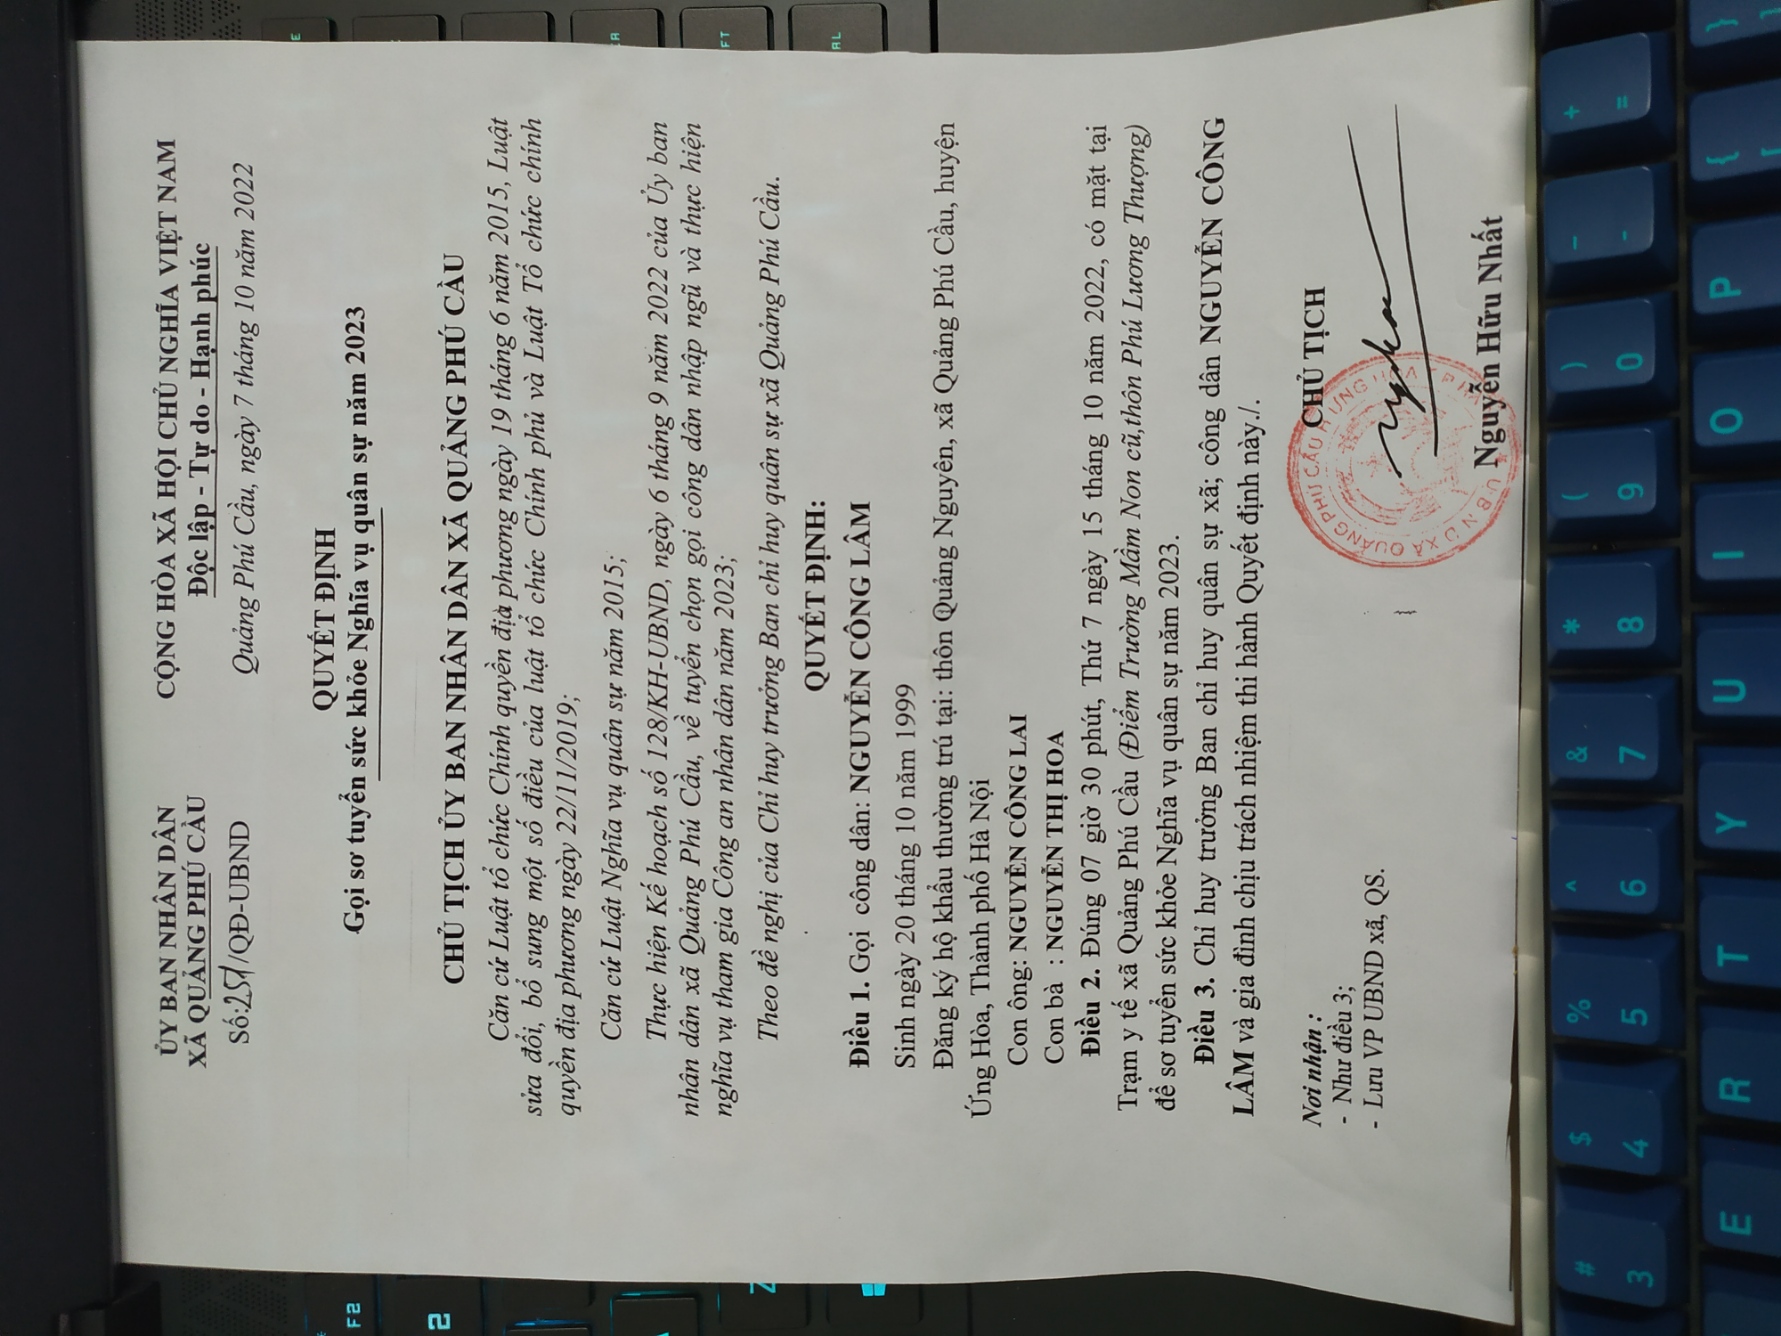 ỦY BAN NHÂN DÂN
XÃ QUẢNG PHÚ CẦU
Số:251/QĐ-UBND
CỘNG HÒA XÃ HỘI CHỦ NGHĨA VIỆT NAM
Độc lập - Tự do - Hạnh phúc
Quảng Phú Cầu, ngày 7 tháng 10 năm 2022
QUYẾT ĐỊNH
Gọi sơ tuyển sức khỏe Nghĩa vụ quân sự năm 2023
CHỦ TỊCH ỦY BAN NHÂN DÂN XÃ QUẢNG PHÚ CẦU
Căn cứ Luật tổ chức Chính quyền địa phương ngày 19 tháng 6 năm 2015, Luật
sửa đổi, bổ sung một số điều của luật tổ chức Chính phủ và Luật Tổ chức chính
quyền địa phương ngày 22/11/2019;
Căn cứ Luật Nghĩa vụ quân sự năm 2015;
Thực hiện Kế hoạch số 128/KH-UBND, ngày 6 tháng 9 năm 2022 của Ủy ban
nhân dân xã Quảng Phú Cầu, về tuyển chọn gọi công dân nhập ngũ và thực hiện
nghĩa vụ tham gia Công an nhân dân năm 2023;
Theo đề nghị của Chỉ huy trưởng Ban chỉ huy quân sự xã Quảng Phú Cầu.
QUYẾT ĐỊNH:
Điều 1. Gọi công dân: NGUYỄN CÔNG LÂM
Sinh ngày 20 tháng 10 năm 1999
Đăng ký hộ khẩu thường trú tại: thôn Quảng Nguyên, xã Quảng Phú Cầu, huyện
Ứng Hòa, Thành phố Hà Nội
Con ông: NGUYỄN CÔNG LAI
Con bà : NGUYỄN THỊ HOA
Điều 2. Đúng 07 giờ 30 phút, Thứ 7 ngày 15 tháng 10 năm 2022, có mặt tại
Trạm y tế xã Quảng Phú Cầu (Điểm Trường Mầm Non cũ,thôn Phú Lương Thượng)
để sơ tuyển sức khỏe Nghĩa vụ quân sự năm 2023.
Điều 3. Chỉ huy trưởng Ban chỉ huy quân sự xã; công dân NGUYỄN CÔNG
LÂM và gia đình chịu trách nhiệm thi hành Quyết định này./.
Nơi nhận :
- Như điều 3;
- Lưu VP UBND xã, QS.
CHỦ TỊCH
U.B.N.D XÃ QUẢNG PHÚ CẦU H ỨNG HÒA
Nguyễn Hữu Nhất
F2
2
Z
# $ % ^ & * ( ) _ +
3 4 5 6 7 8 9 0 - =
E R T Y U I O P { }